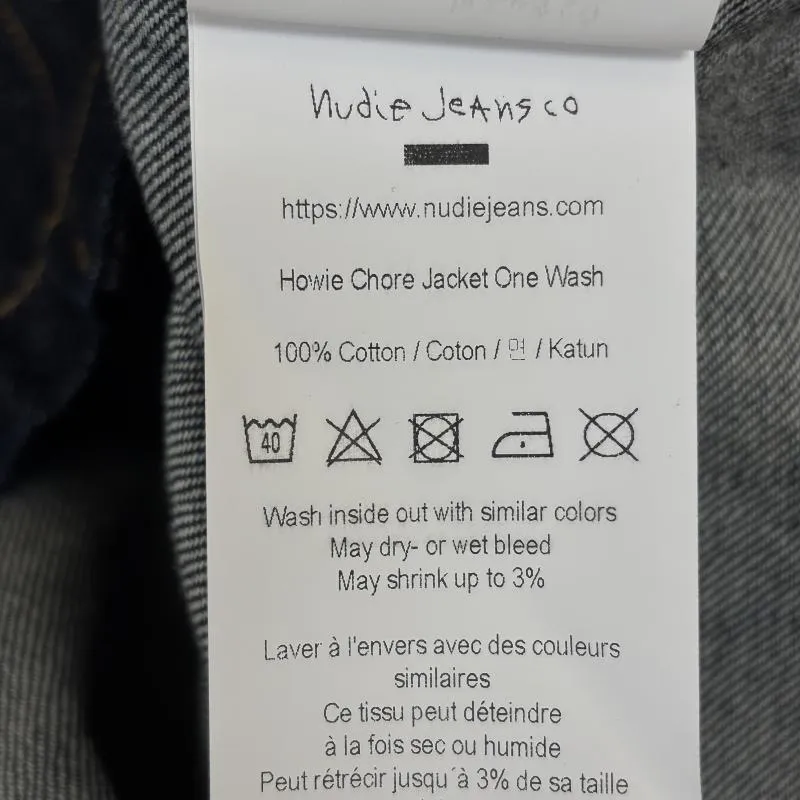 Nudie Jeans co
https://www.nudiejeans.com
Howie Chore Jacket One Wash
100% Cotton / Coton / 면 / Katun
40
Wash inside out with similar colors
May dry- or wet bleed
May shrink up to 3%
Laver à l'envers avec des couleurs
similaires
Ce tissu peut déteindre
à la fois sec ou humide
Peut rétrécir jusqu´à 3% de sa taille